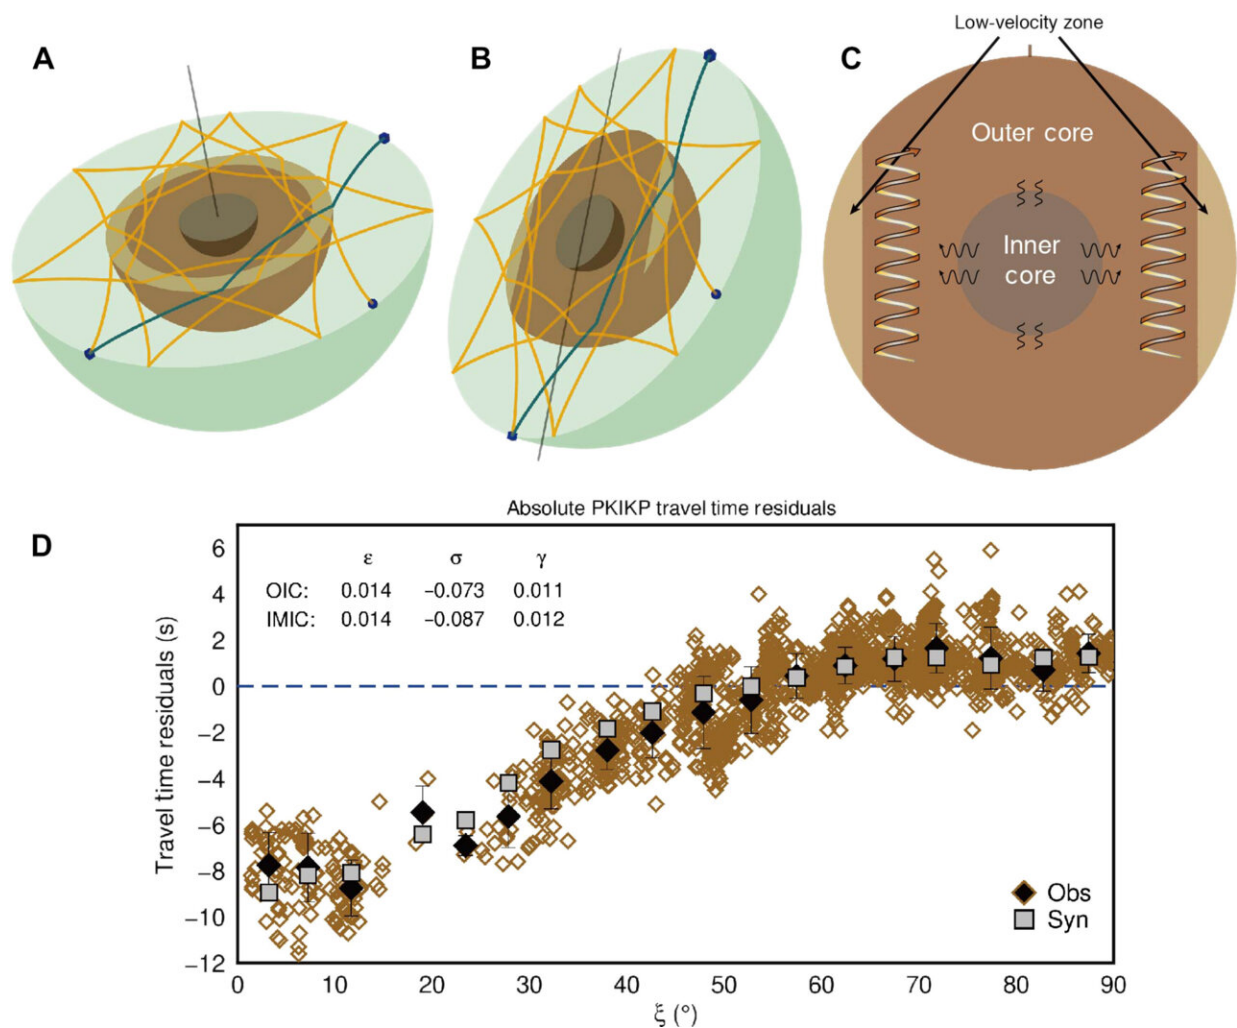 A
B
C
Low-velocity zone
Outer core
Inner
core
D
Absolute PKIKP travel time residuals
ε σ γ
OIC: 0.014 −0.073 0.011
IMIC: 0.014 −0.087 0.012
Travel time residuals (s)
6
4
2
0
−2
−4
−6
−8
−10
−12
Obs
Syn
0 10 20 30 40 50 60 70 80 90
ξ (°)